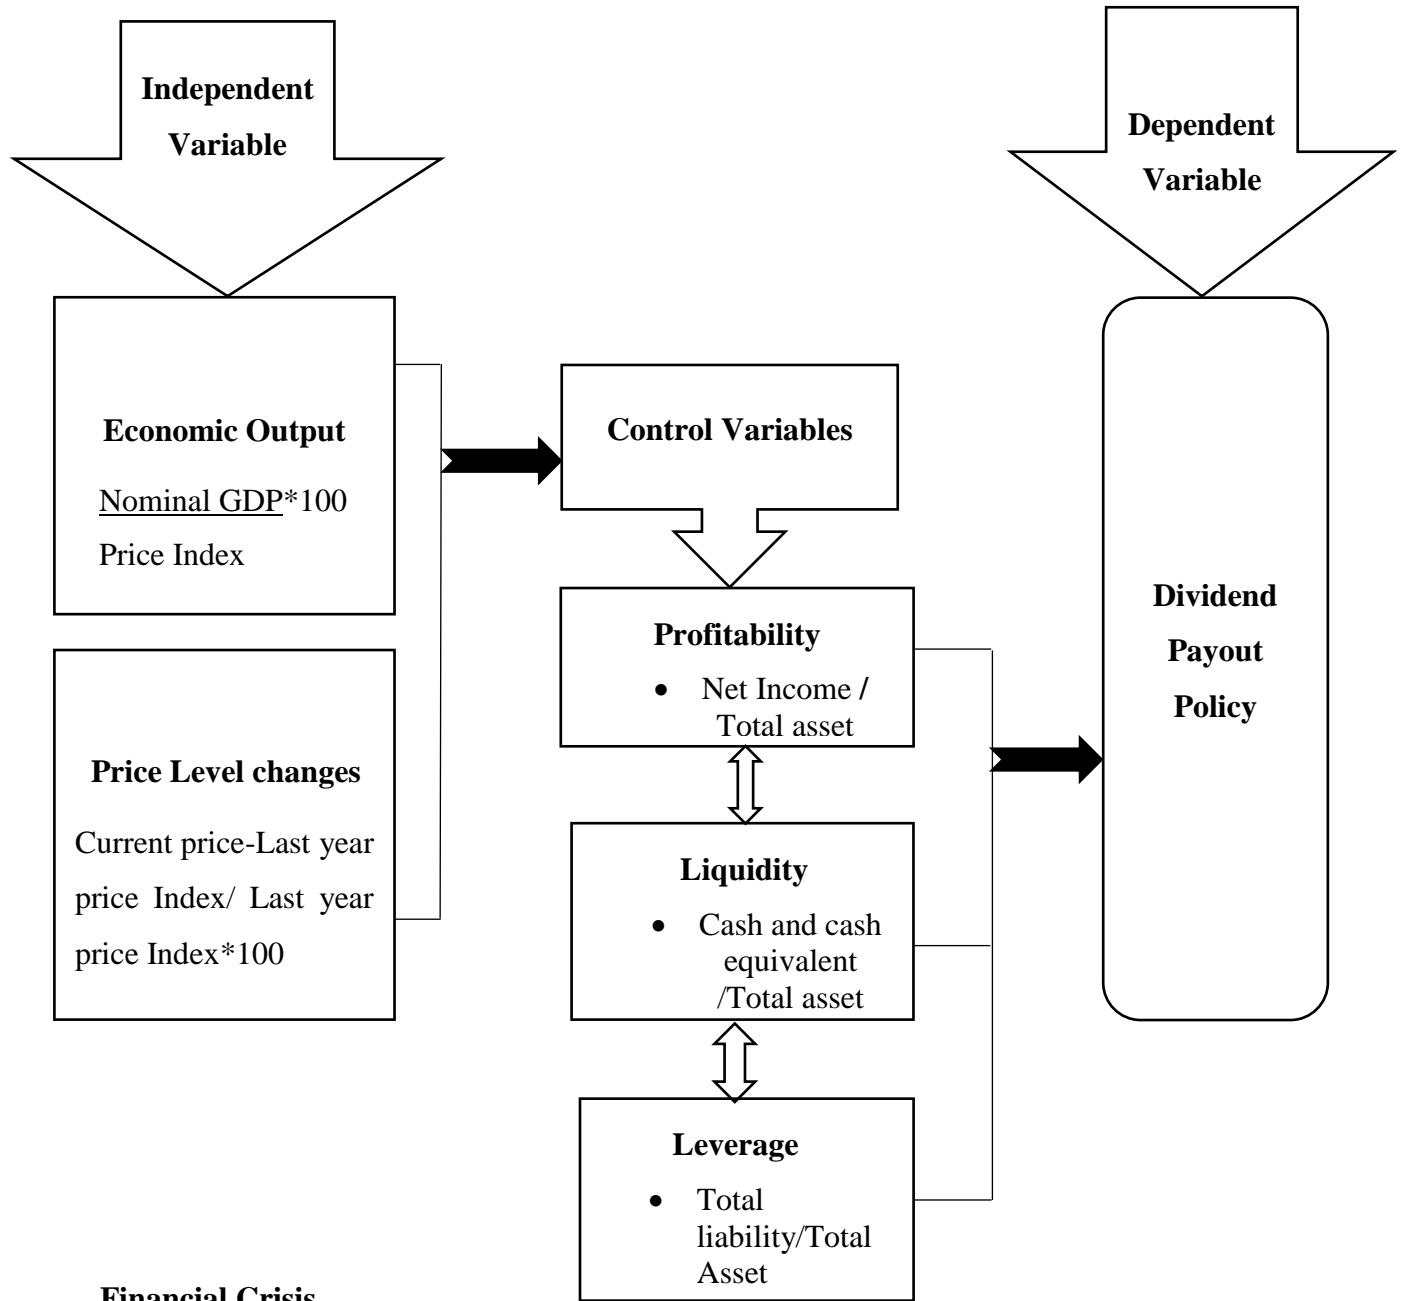 Independent
Variable
Dependent
Variable
Economic Output
Nominal GDP*100
Price Index
Price Level changes
Current price-Last year
price Index/ Last year
price Index*100
Control Variables
Profitability
• Net Income /
Total asset
Liquidity
• Cash and cash
equivalent
/Total asset
Leverage
• Total
liability/Total
Asset
Dividend
Payout
Policy
Financial Crisis